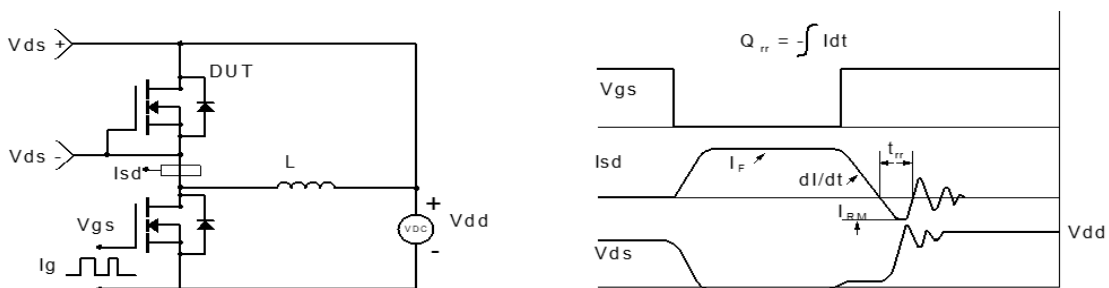 Vds +
DUT
Vds -
Isd
L
Vgs
Ig
+
VDC
-
Vdd
Q rr = -∫ Idt
Vgs
Isd
I F
dI/dt
t rr
I RM
Vds
Vdd